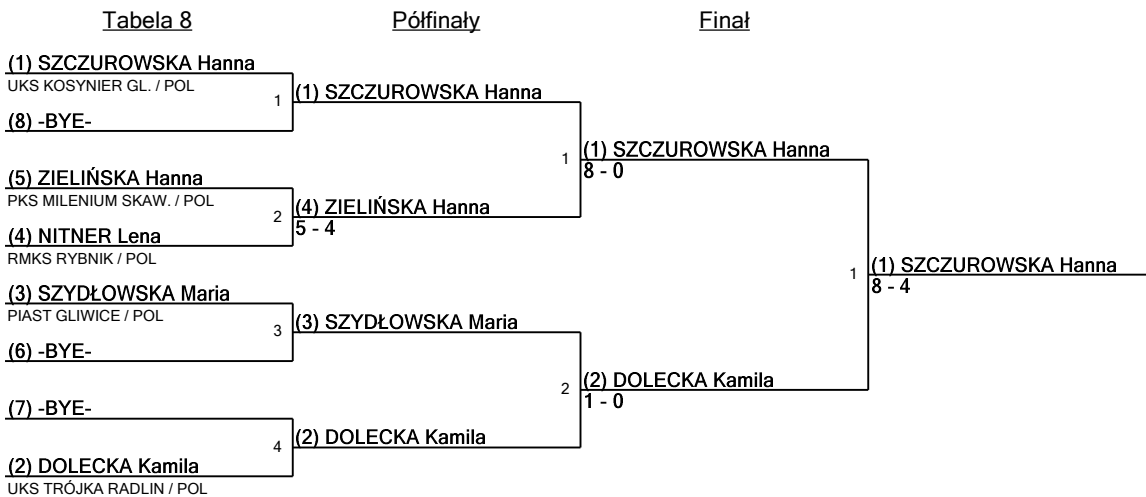 Tabela 8
Półfinały
Finał
(1) SZCZUROWSKA Hanna
UKS KOSYNIER GL. / POL
(8) -BYE-
1
(5) ZIELIŃSKA Hanna
PKS MILENIUM SKAW. / POL
(4) NITNER Lena
RMKS RYBNIK / POL
2
(3) SZYDŁOWSKA Maria
PIAST GLIWICE / POL
(6) -BYE-
3
(7) -BYE-
(2) DOLECKA Kamila
UKS TRÓJKA RADLIN / POL
4
(1) SZCZUROWSKA Hanna
(4) ZIELIŃSKA Hanna
5 - 4
1
(3) SZYDŁOWSKA Maria
(2) DOLECKA Kamila
2
(1) SZCZUROWSKA Hanna
8 - 0
(2) DOLECKA Kamila
1 - 0
1
(1) SZCZUROWSKA Hanna
8 - 4